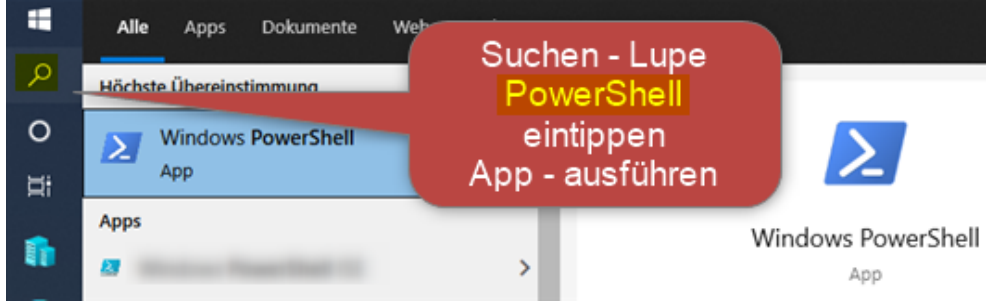 Alle Apps Dokumente Web
Suchen - Lupe
PowerShell
eintippen
App - ausführen
Höchste Übereinstimmung
Windows PowerShell
App
Apps
Windows PowerShell
App